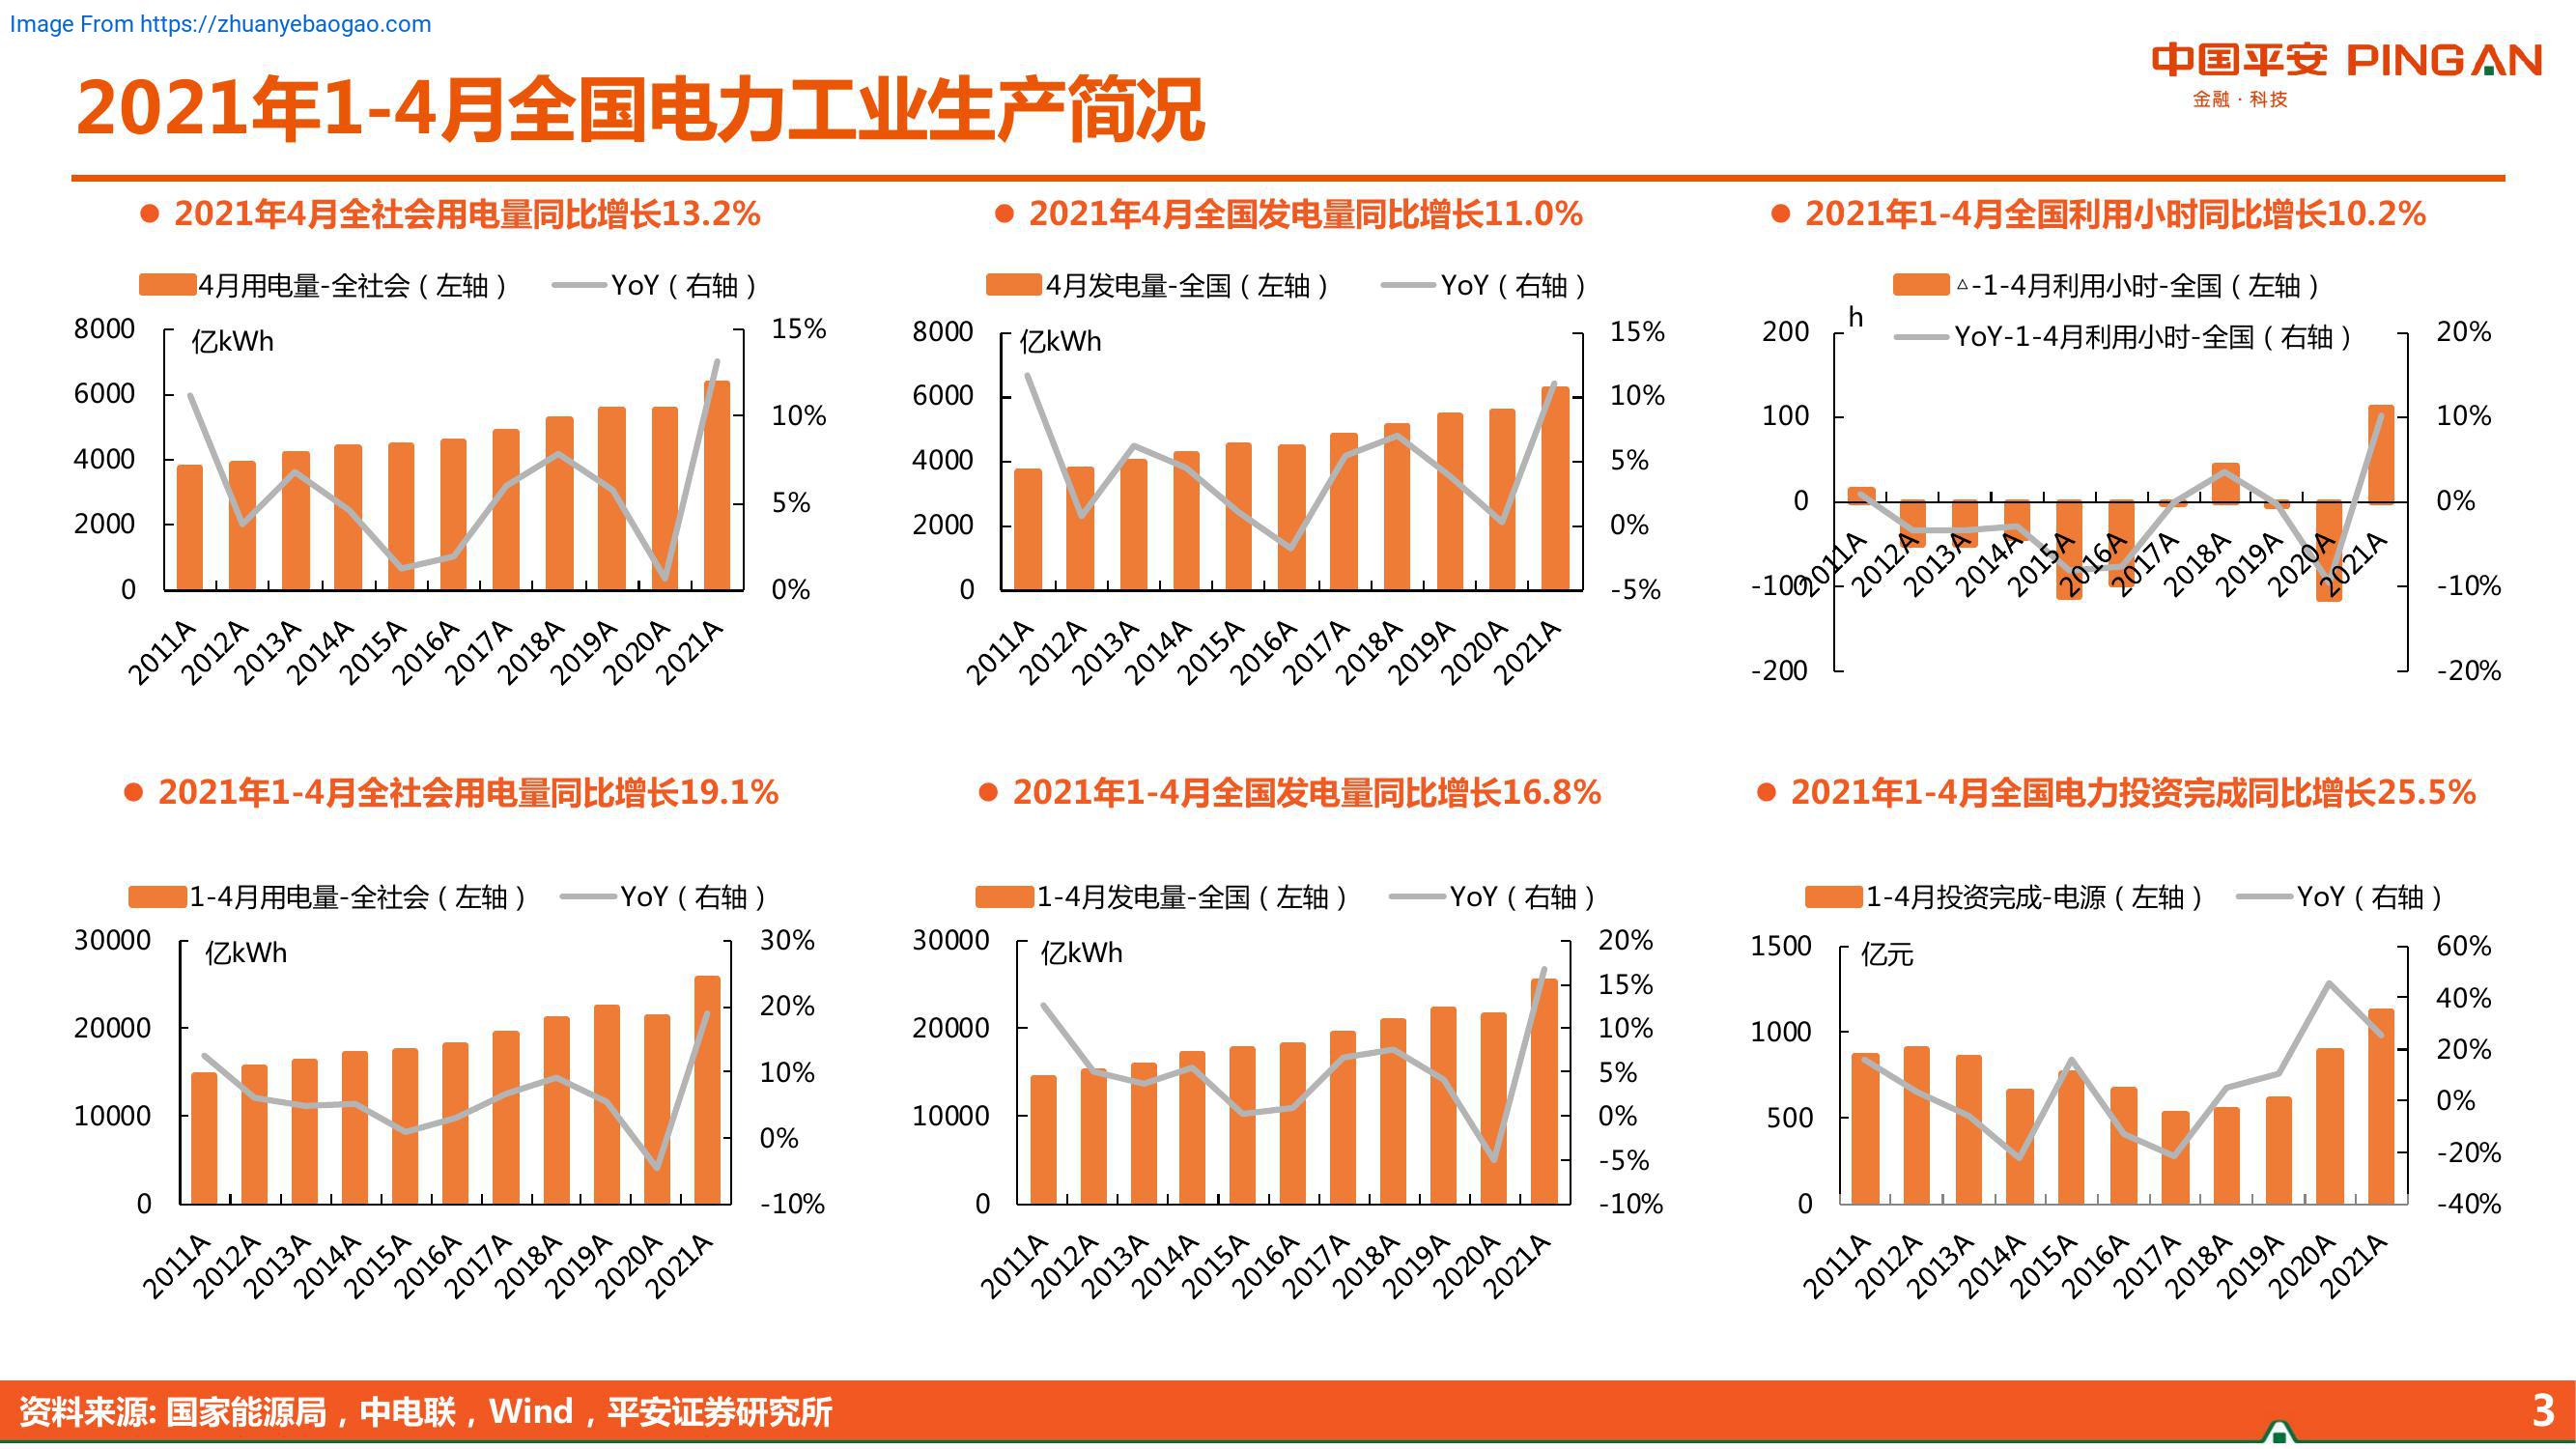 Image From https://zhuanyebaogao.com
中国平安 PINGAN
金融·科技
2021年1-4月全国电力工业生产简况
● 2021年4月全社会用电量同比增长13.2%
4月用电量-全社会（左轴） YoY（右轴）
亿kWh
8000
6000
4000
2000
0
15%
10%
5%
0%
2011A 2012A 2013A 2014A 2015A 2016A 2017A 2018A 2019A 2020A 2021A
● 2021年4月全国发电量同比增长11.0%
4月发电量-全国（左轴） YoY（右轴）
亿kWh
8000
6000
4000
2000
0
15%
10%
5%
0%
-5%
2011A 2012A 2013A 2014A 2015A 2016A 2017A 2018A 2019A 2020A 2021A
● 2021年1-4月全国利用小时同比增长10.2%
△-1-4月利用小时-全国（左轴）
h
YoY-1-4月利用小时-全国（右轴）
200
100
0
-100
-200
20%
10%
0%
-10%
-20%
2011A 2012A 2013A 2014A 2015A 2016A 2017A 2018A 2019A 2020A 2021A
● 2021年1-4月全社会用电量同比增长19.1%
1-4月用电量-全社会（左轴） YoY（右轴）
亿kWh
30000
20000
10000
0
30%
20%
10%
0%
-10%
2011A 2012A 2013A 2014A 2015A 2016A 2017A 2018A 2019A 2020A 2021A
● 2021年1-4月全国发电量同比增长16.8%
1-4月发电量-全国（左轴） YoY（右轴）
亿kWh
30000
20000
10000
0
20%
15%
10%
5%
0%
-5%
-10%
2011A 2012A 2013A 2014A 2015A 2016A 2017A 2018A 2019A 2020A 2021A
● 2021年1-4月全国电力投资完成同比增长25.5%
1-4月投资完成-电源（左轴） YoY（右轴）
亿元
1500
1000
500
0
60%
40%
20%
0%
-20%
-40%
2011A 2012A 2013A 2014A 2015A 2016A 2017A 2018A 2019A 2020A 2021A
资料来源: 国家能源局，中电联，Wind，平安证券研究所
3